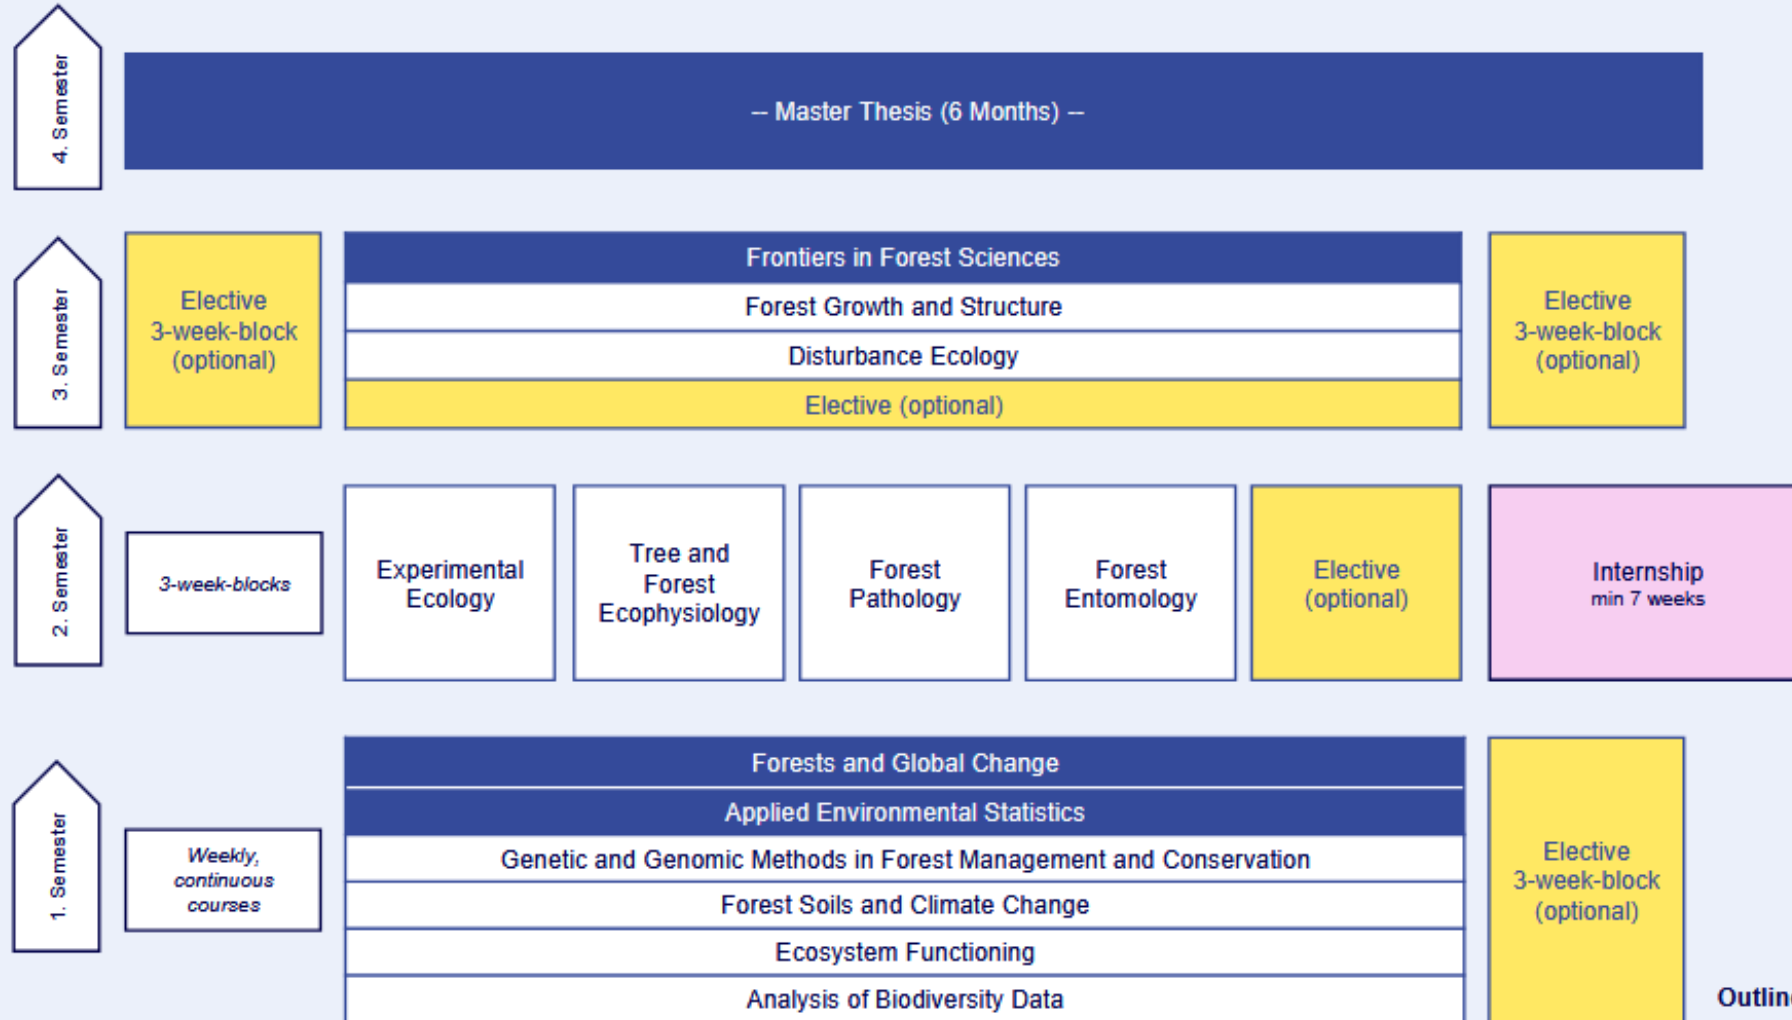 4. Semester
-- Master Thesis (6 Months) --
3. Semester
Elective
3-week-block
(optional)
Frontiers in Forest Sciences
Forest Growth and Structure
Disturbance Ecology
Elective (optional)
Elective
3-week-block
(optional)
2. Semester
3-week-blocks
Experimental
Ecology
Tree and
Forest
Ecophysiology
Forest
Pathology
Forest
Entomology
Elective
(optional)
Internship
min 7 weeks
1. Semester
Weekly,
continuous
courses
Forests and Global Change
Applied Environmental Statistics
Genetic and Genomic Methods in Forest Management and Conservation
Forest Soils and Climate Change
Ecosystem Functioning
Analysis of Biodiversity Data
Elective
3-week-block
(optional)